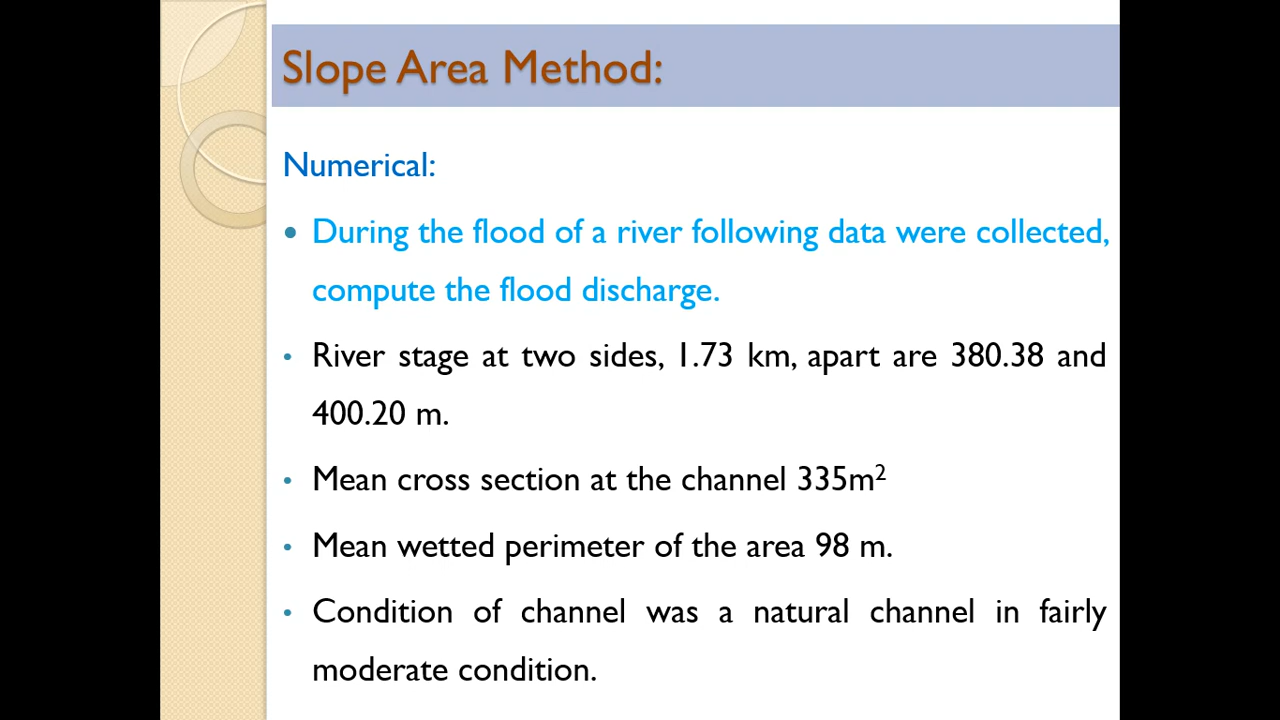 Slope Area Method:
Numerical:
• During the flood of a river following data were collected,
compute the flood discharge.
• River stage at two sides, 1.73 km, apart are 380.38 and
400.20 m.
• Mean cross section at the channel 335m²
• Mean wetted perimeter of the area 98 m.
• Condition of channel was a natural channel in fairly
moderate condition.